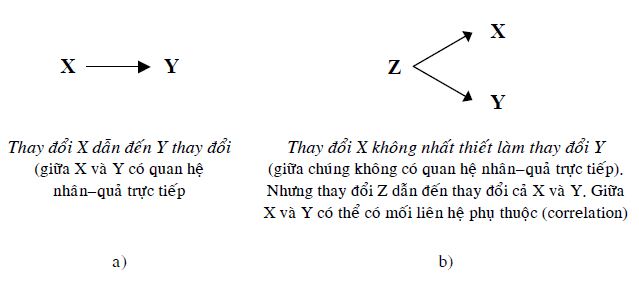 X
Y
Thay đổi X dẫn đến Y thay đổi
(giữa X và Y có quan hệ
nhân–quả trực tiếp
a)
Z
X
Y
Thay đổi X không nhất thiết làm thay đổi Y
(giữa chúng không có quan hệ nhân–quả trực tiếp).
Nhưng thay đổi Z dẫn đến thay đổi cả X và Y. Giữa
X và Y có thể có mối liên hệ phụ thuộc (correlation)
b)